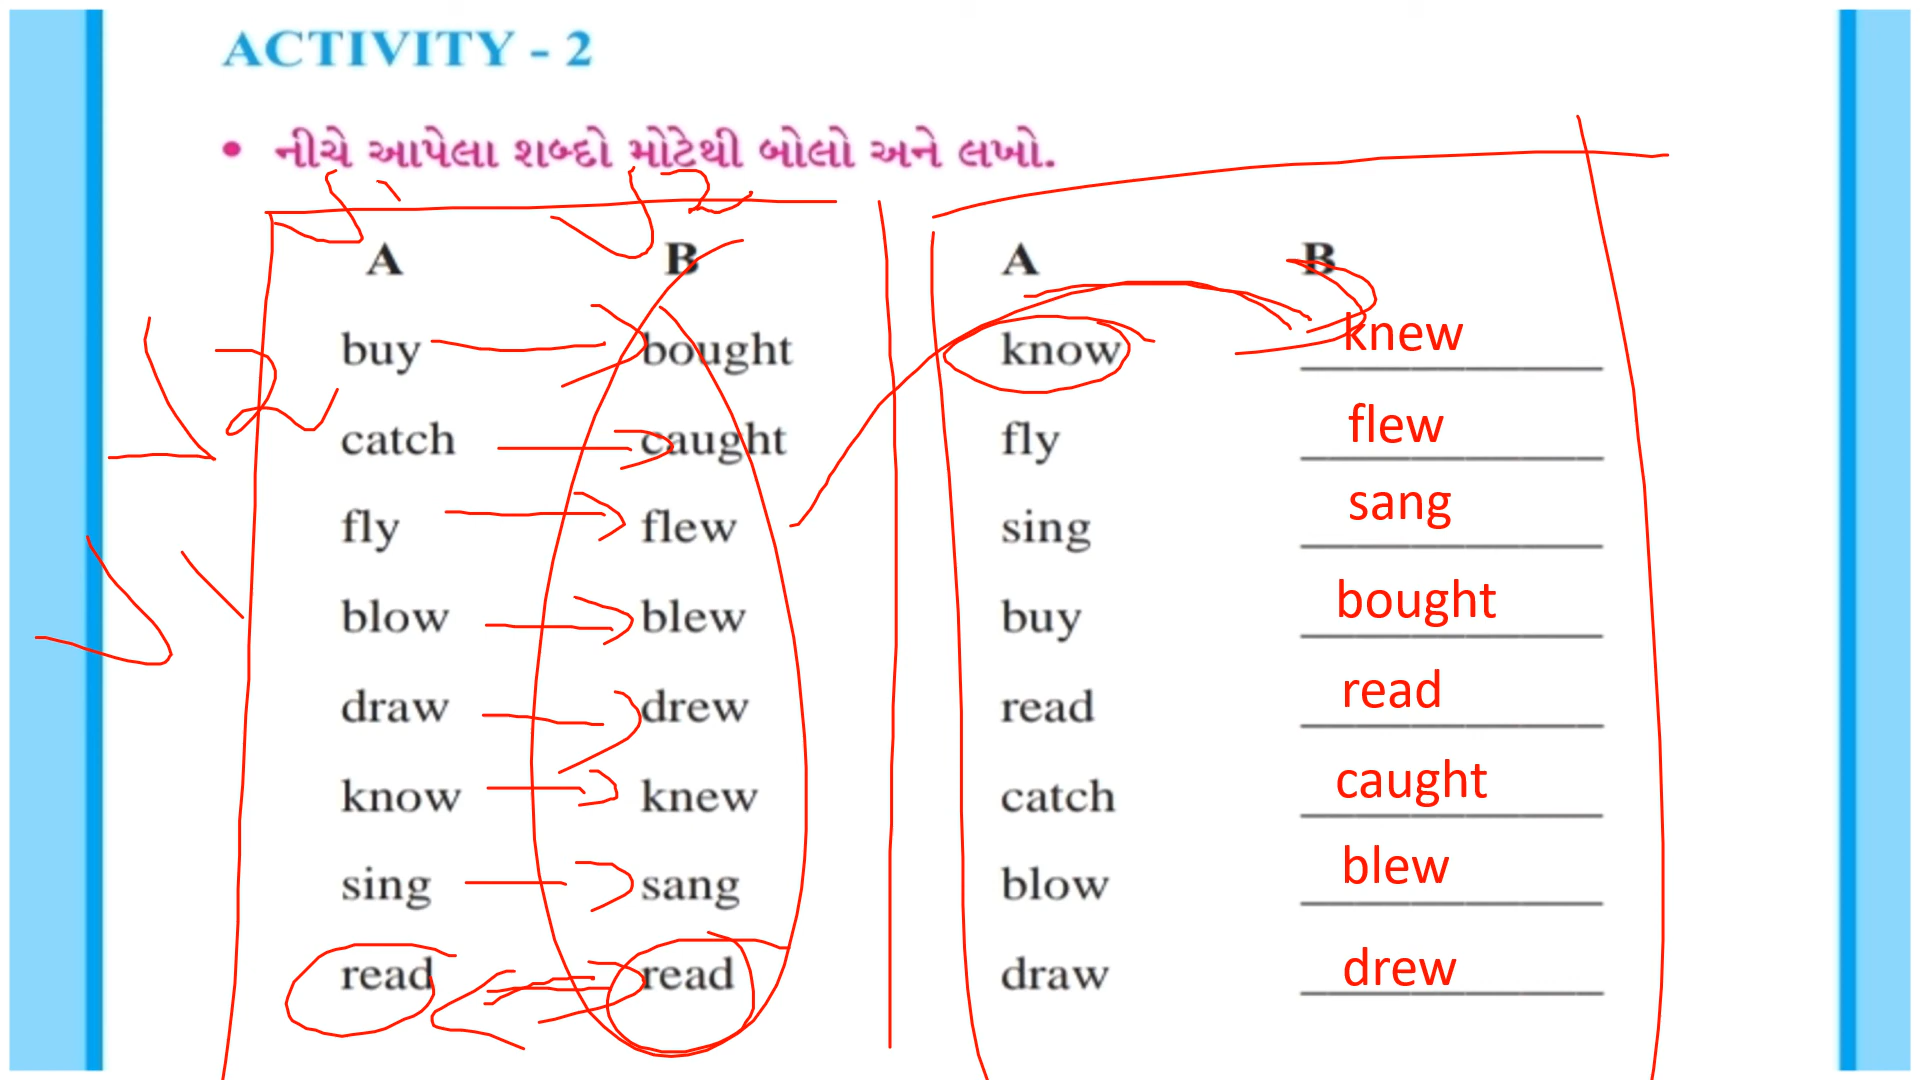 ACTIVITY - 2
• નીચે આપેલા શબ્દો મોટેથી બોલો અને લખો.
A B A B
buy bought know knew
catch caught fly flew
fly flew sing sang
blow blew buy bought
draw drew read read
know knew catch caught
sing sang blow blew
read read draw drew